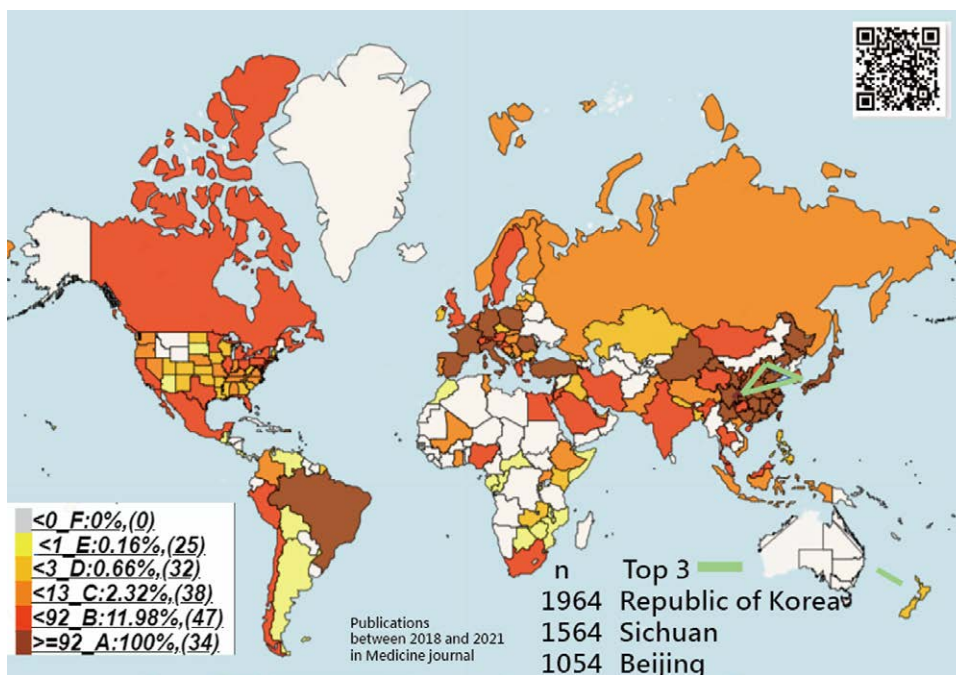 <0_F:0%,(0)
<1_E:0.16%,(25)
<3_D:0.66%,(32)
<13_C:2.32%,(38)
<92_B:11.98%,(47)
>=92_A:100%,(34)
Publications
between 2018 and 2021
in Medicine journal
n Top 3
1964 Republic of Korea
1564 Sichuan
1054 Beijing